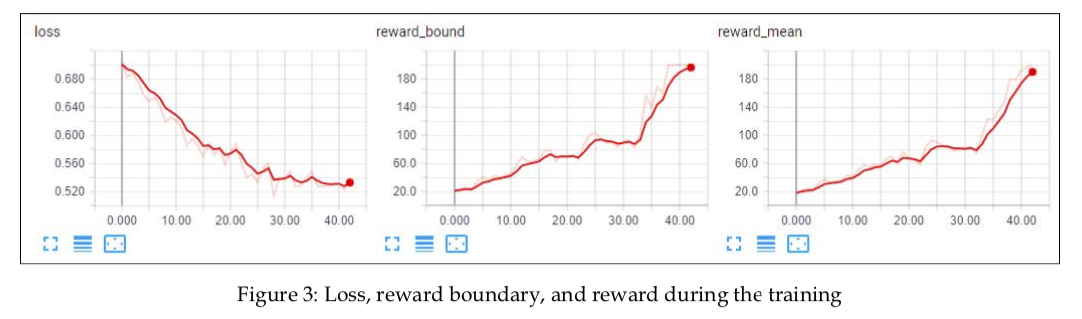 loss
0.680
0.640
0.600
0.560
0.520
0.000 10.00 20.00 30.00 40.00
reward_bound
180
140
100
60.0
20.0
0.000 10.00 20.00 30.00 40.00
reward_mean
180
140
100
60.0
20.0
0.000 10.00 20.00 30.00 40.00
Figure 3: Loss, reward boundary, and reward during the training